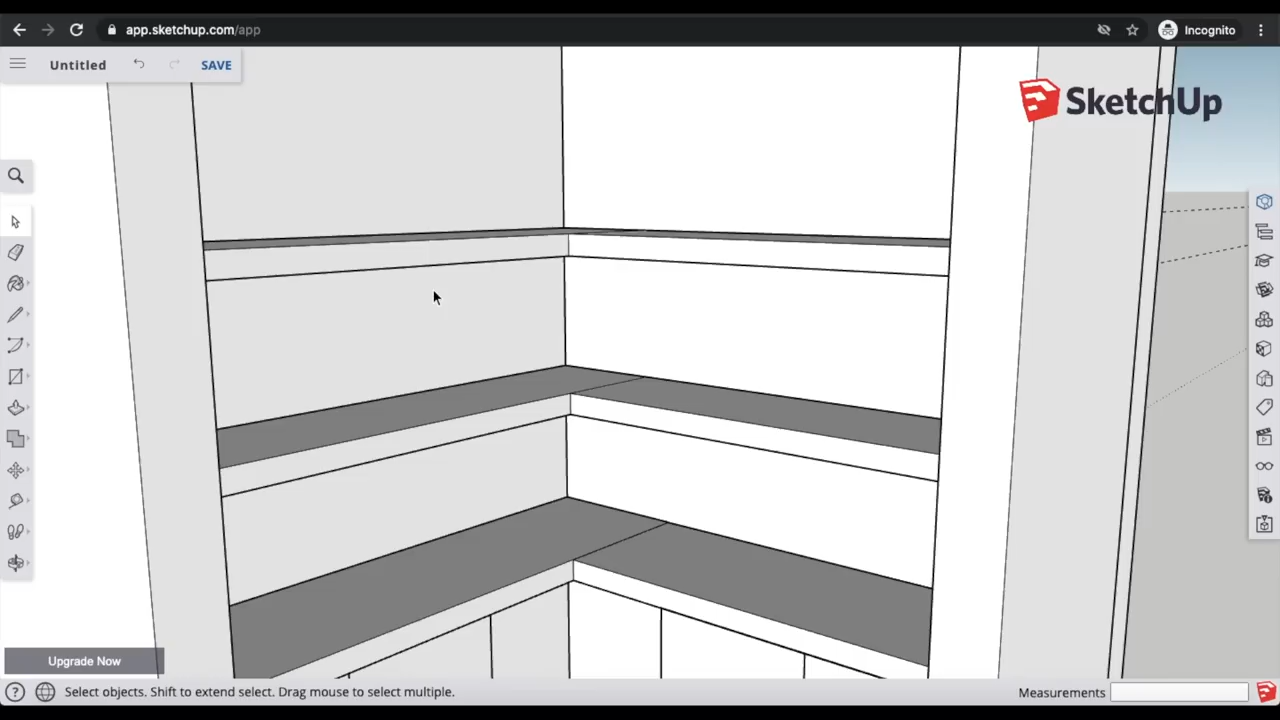 app.sketchup.com/app
Incognito
Untitled
SAVE
SketchUp
Upgrade Now
Select objects. Shift to extend select. Drag mouse to select multiple.
Measurements